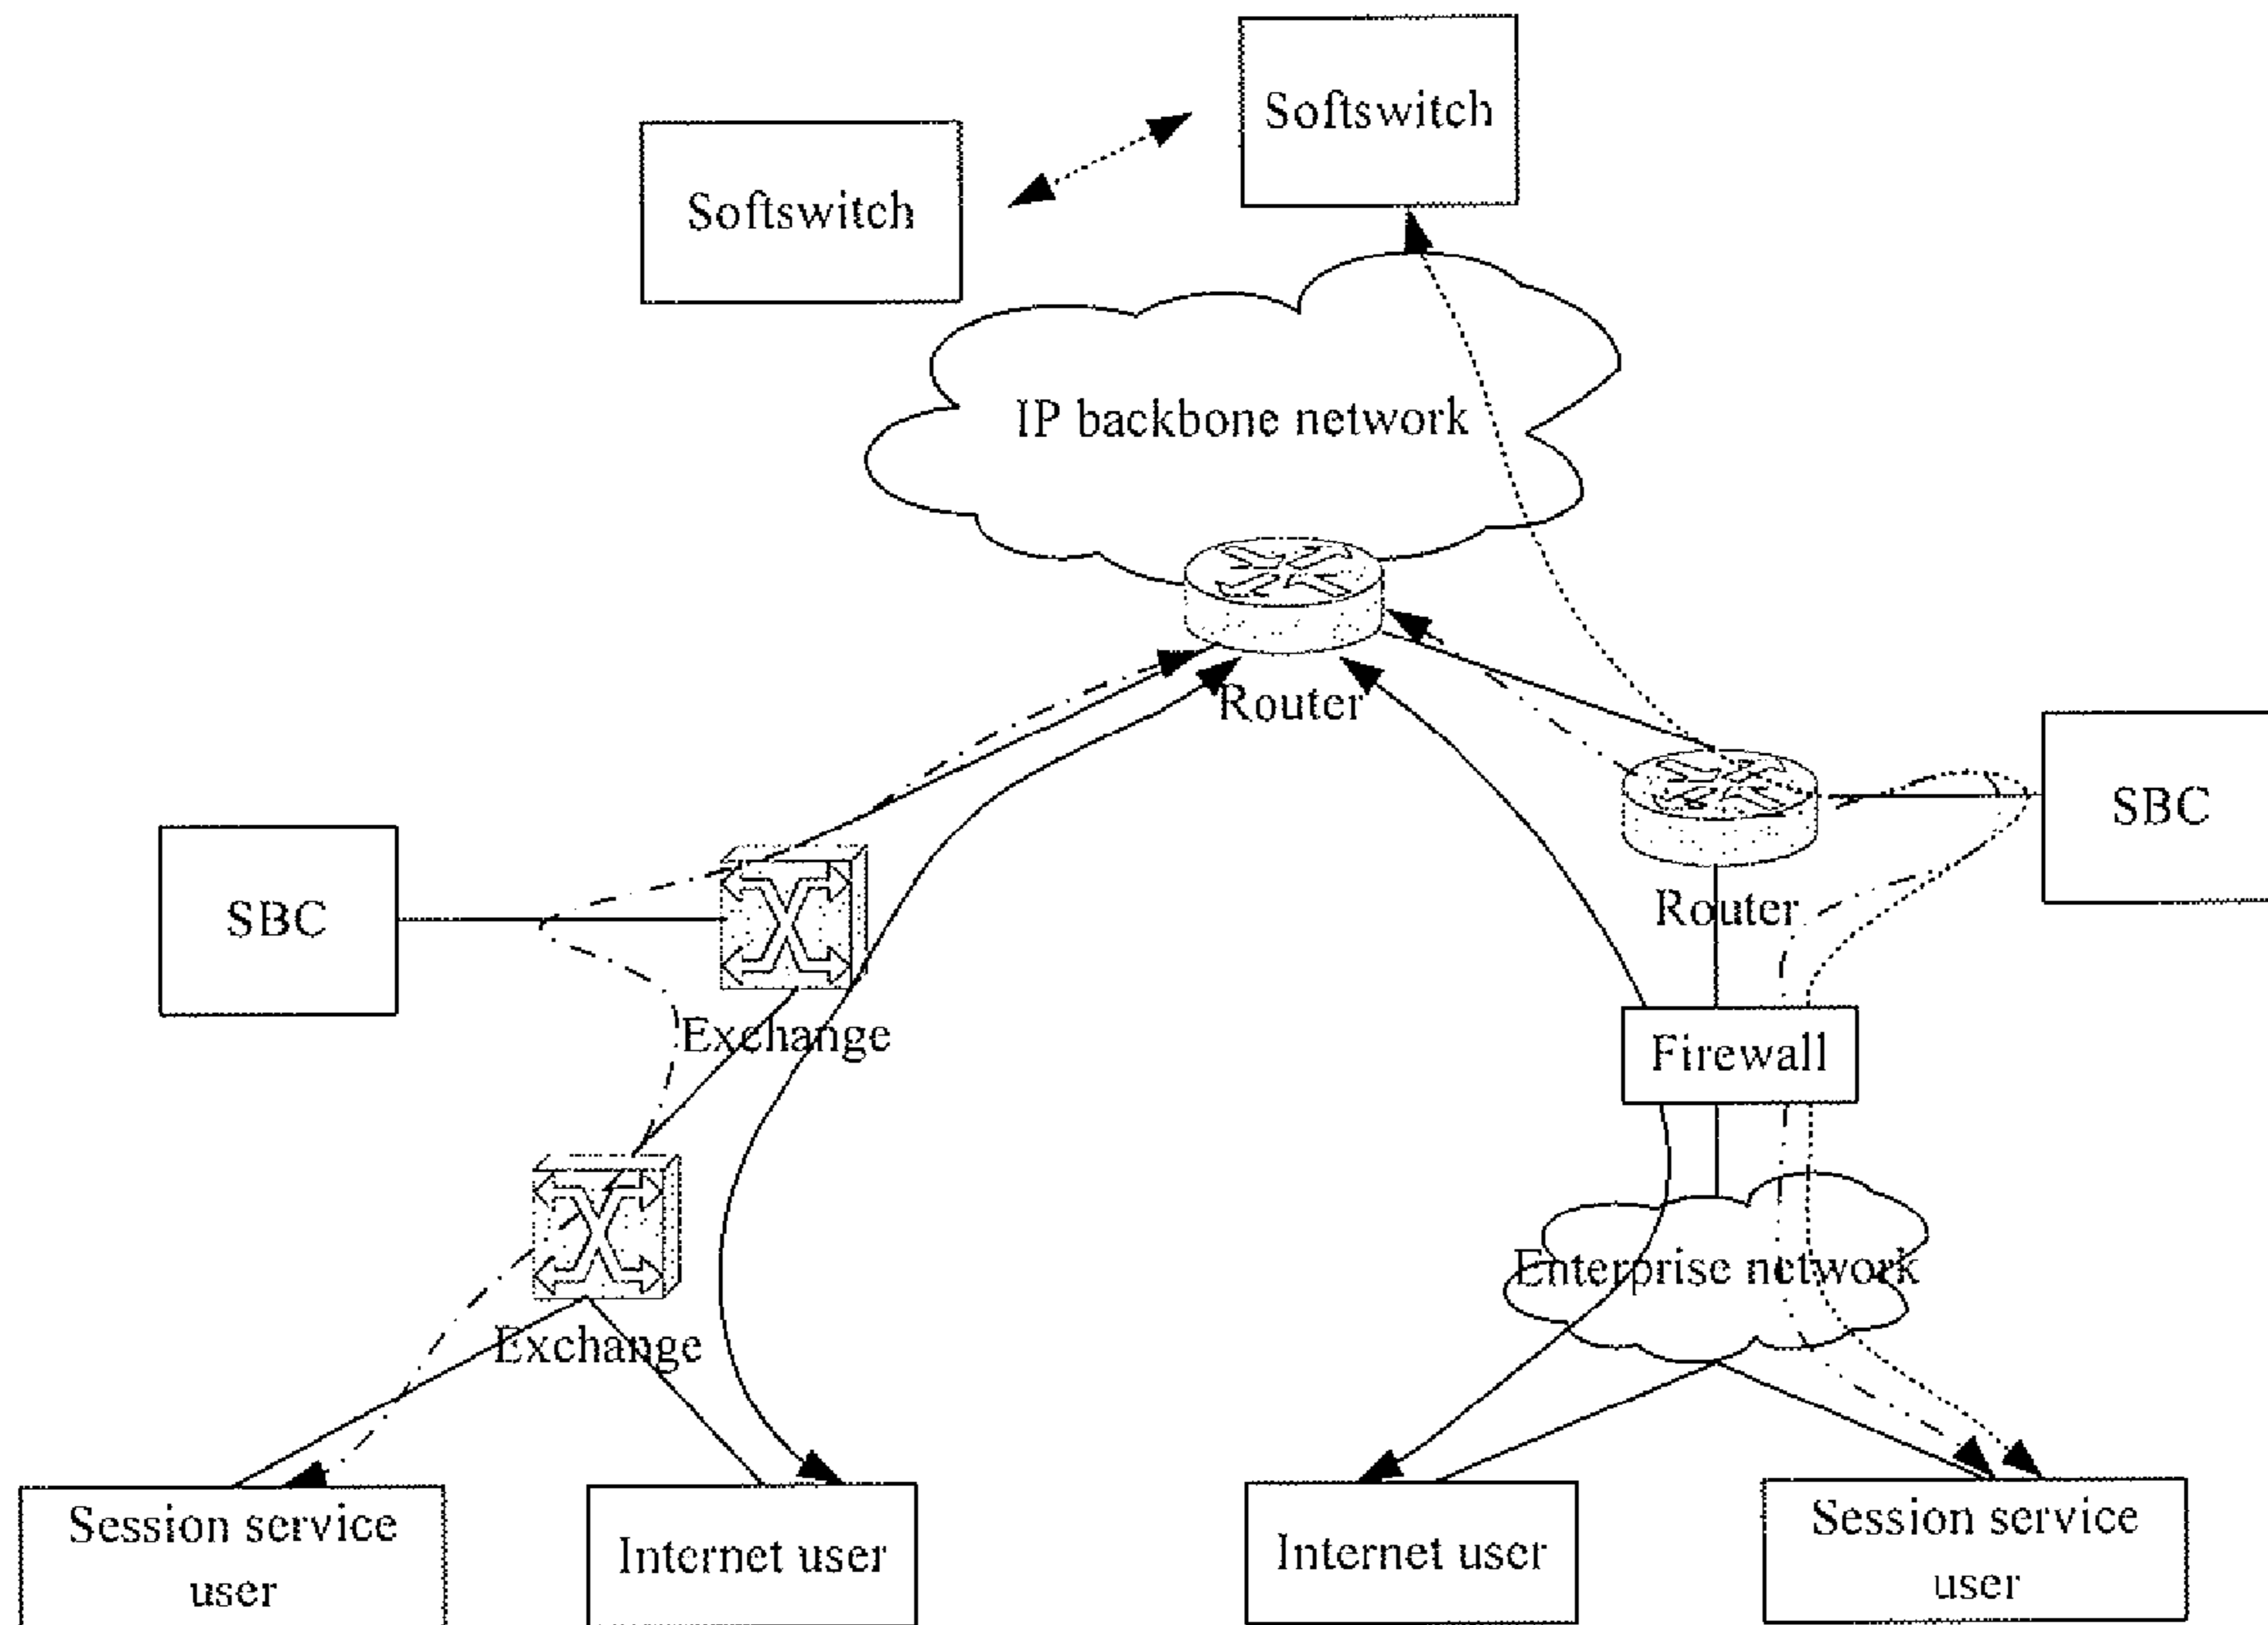 Softswitch
Softswitch
IP backbone network
Router
SBC
Router
SBC
Exchange
Firewall
Enterprise network
Exchange
Session service
user
Internet user
Internet user
Session service
user